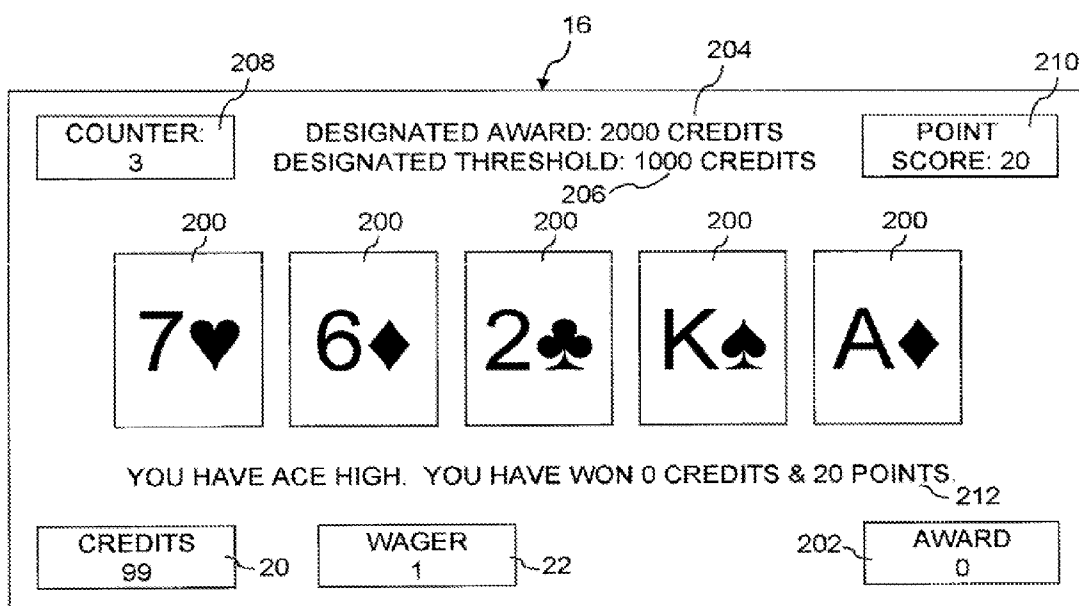 16
208
204
210
COUNTER:
3
DESIGNATED AWARD: 2000 CREDITS
DESIGNATED THRESHOLD: 1000 CREDITS
POINT
SCORE: 20
206
200 200 200 200 200
7♥ 6♦ 2♣ K♠ A♦
YOU HAVE ACE HIGH. YOU HAVE WON 0 CREDITS & 20 POINTS.
212
CREDITS
99
20
WAGER
1
22
202
AWARD
0